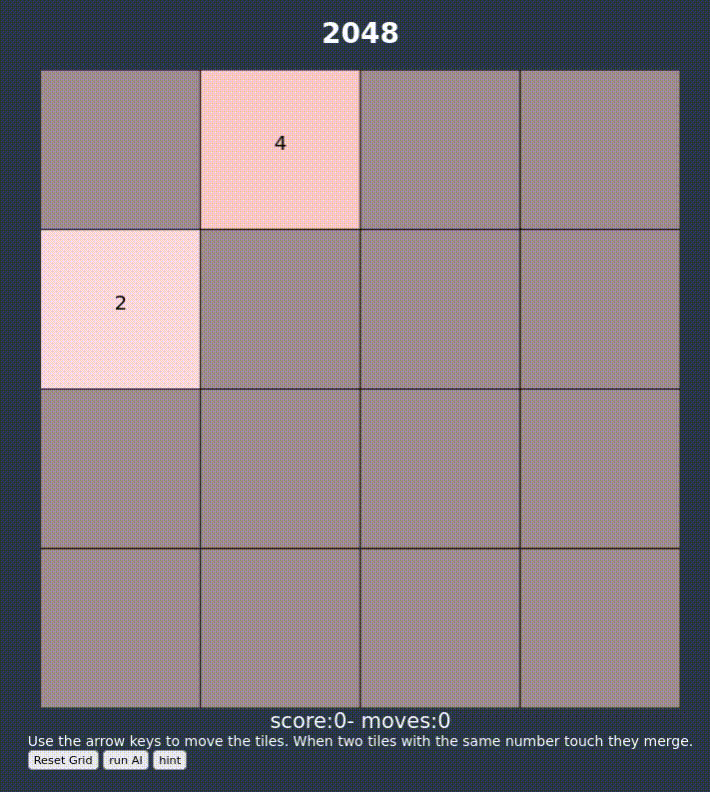 2048
4
2
score:0- moves:0
Use the arrow keys to move the tiles. When two tiles with the same number touch they merge.
Reset Grid run AI hint